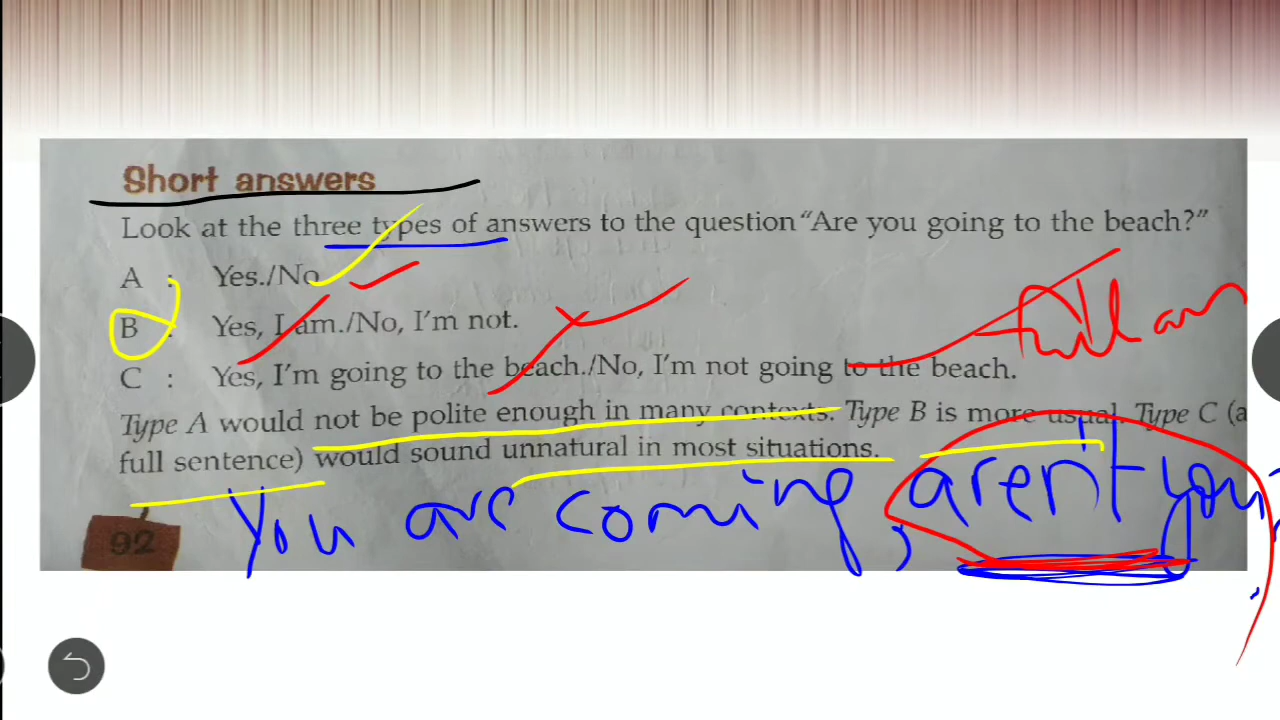 Short answers
Look at the three types of answers to the question "Are you going to the beach?"
A : Yes./No
B : Yes, I am./No, I'm not.
full an
C : Yes, I'm going to the beach./No, I'm not going to the beach.
Type A would not be polite enough in many contexts. Type B is more usual. Type C (a
full sentence) would sound unnatural in most situations.
You are coming, aren't you?
92